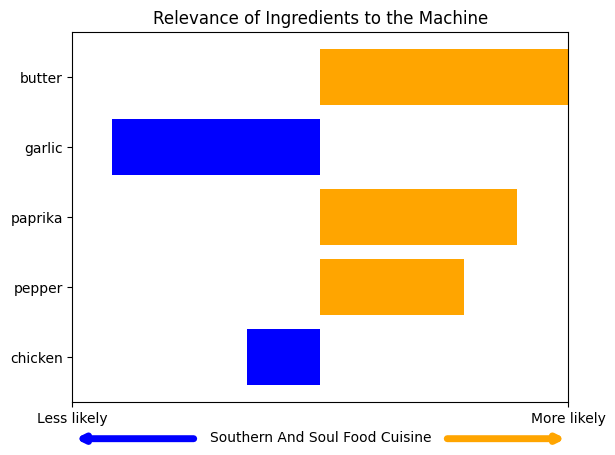 Relevance of Ingredients to the Machine
butter
garlic
paprika
pepper
chicken
Less likely
More likely
Southern And Soul Food Cuisine